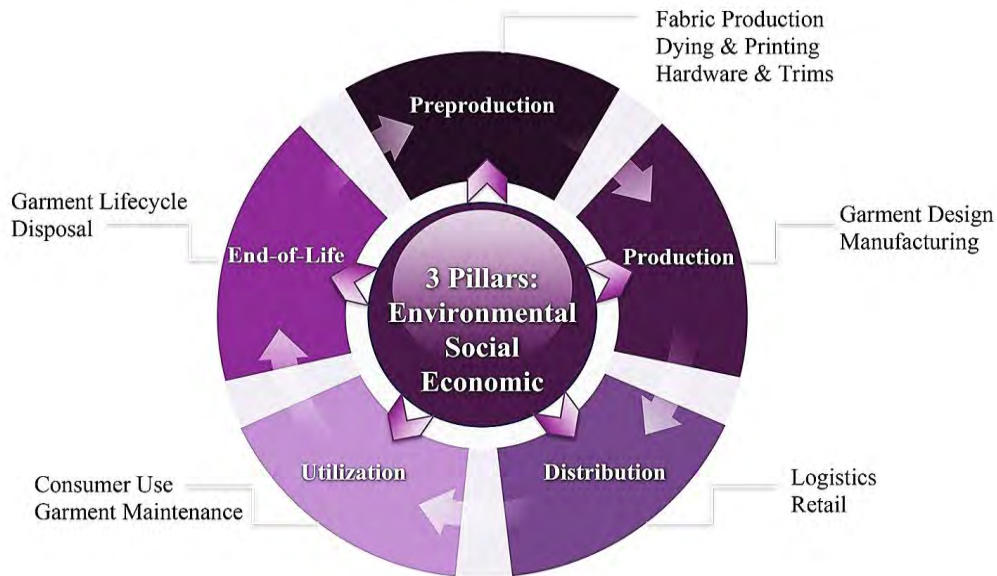 Fabric Production
Dying & Printing
Hardware & Trims
Preproduction
Garment Lifecycle
Disposal
End-of-Life
Production
Garment Design
Manufacturing
3 Pillars:
Environmental
Social
Economic
Utilization
Distribution
Consumer Use
Garment Maintenance
Logistics
Retail